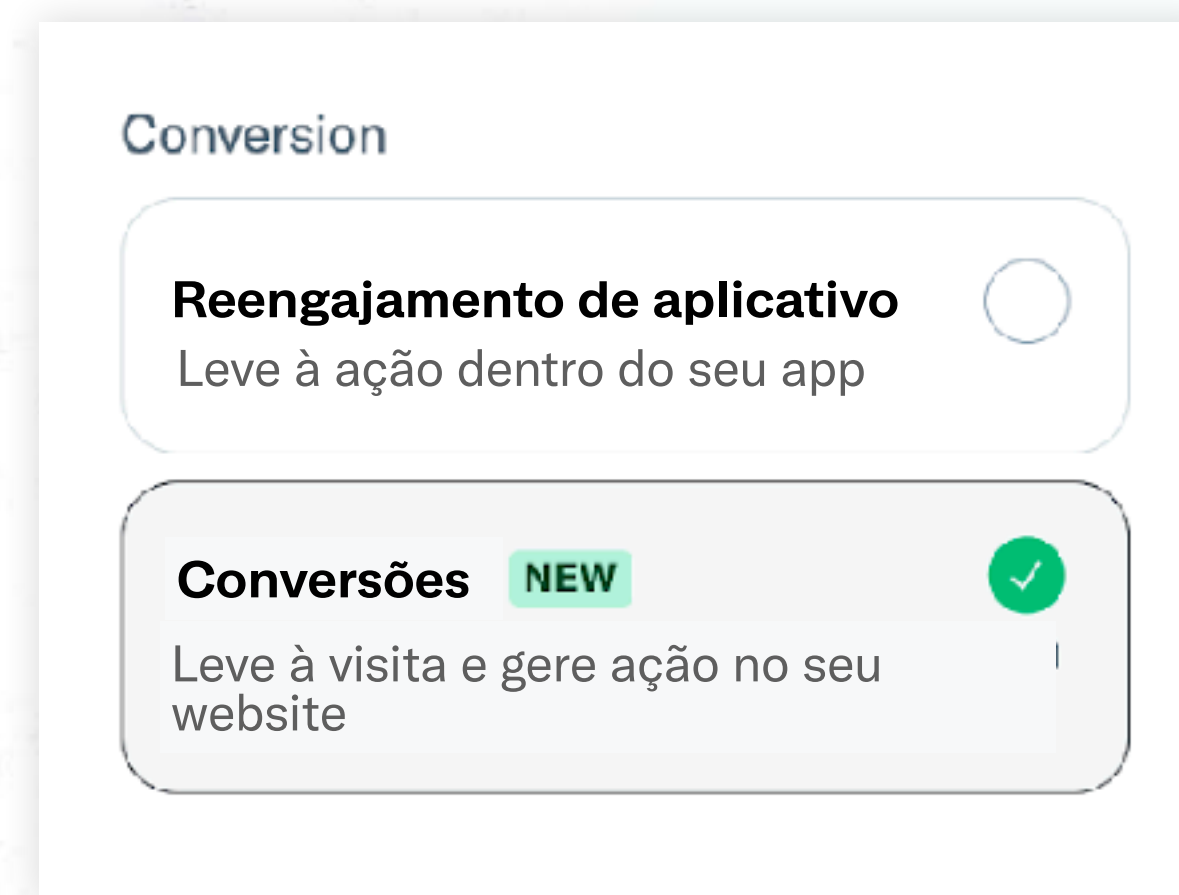 Conversion
Reengajamento de aplicativo
Leve à ação dentro do seu app
Conversões NEW
Leve à visita e gere ação no seu
website